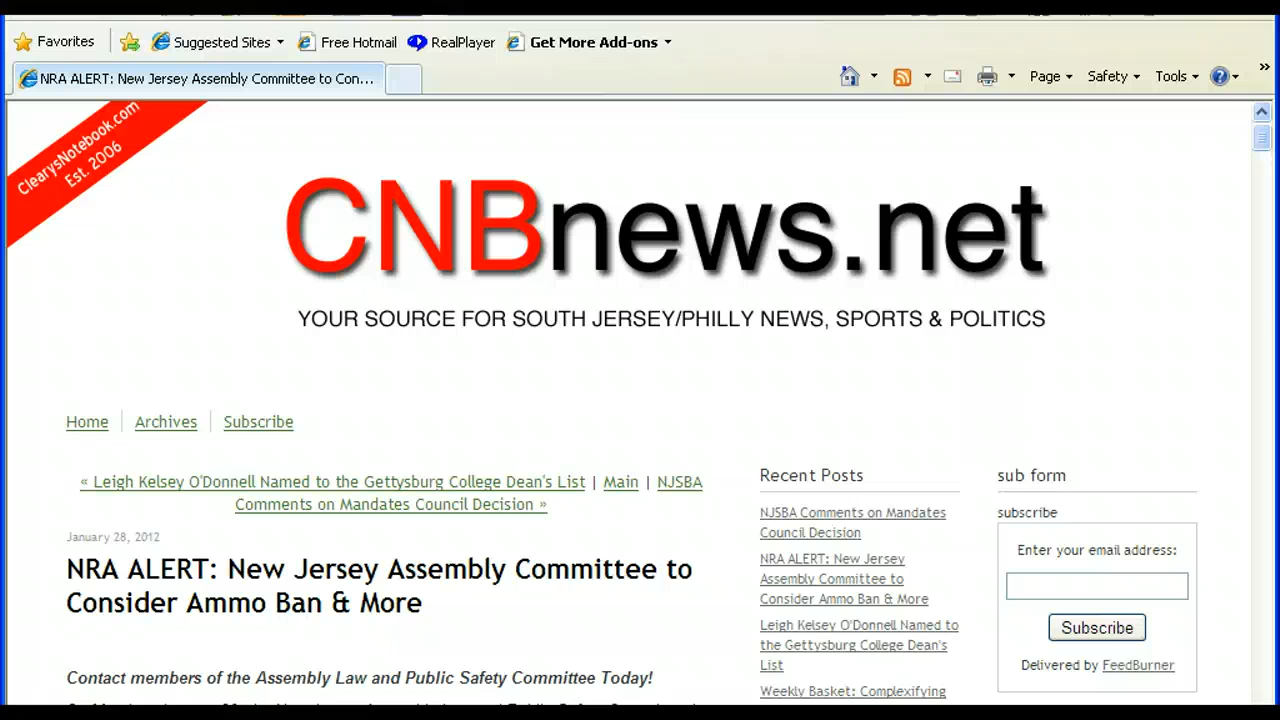 Favorites
Suggested Sites
Free Hotmail
RealPlayer
Get More Add-ons
NRA ALERT: New Jersey Assembly Committee to Con...
Page
Safety
Tools
»
ClearysNotebook.com
Est. 2006
CNBnews.net
YOUR SOURCE FOR SOUTH JERSEY/PHILLY NEWS, SPORTS & POLITICS
Home
Archives
Subscribe
« Leigh Kelsey O'Donnell Named to the Gettysburg College Dean's List | Main | NJSBA
Comments on Mandates Council Decision »
January 28, 2012
NRA ALERT: New Jersey Assembly Committee to
Consider Ammo Ban & More
Contact members of the Assembly Law and Public Safety Committee Today!
Recent Posts
NJSBA Comments on Mandates
Council Decision
NRA ALERT: New Jersey
Assembly Committee to
Consider Ammo Ban & More
Leigh Kelsey O'Donnell Named to
the Gettysburg College Dean's
List
Weekly Basket: Complexifying
sub form
subscribe
Enter your email address:
Subscribe
Delivered by FeedBurner